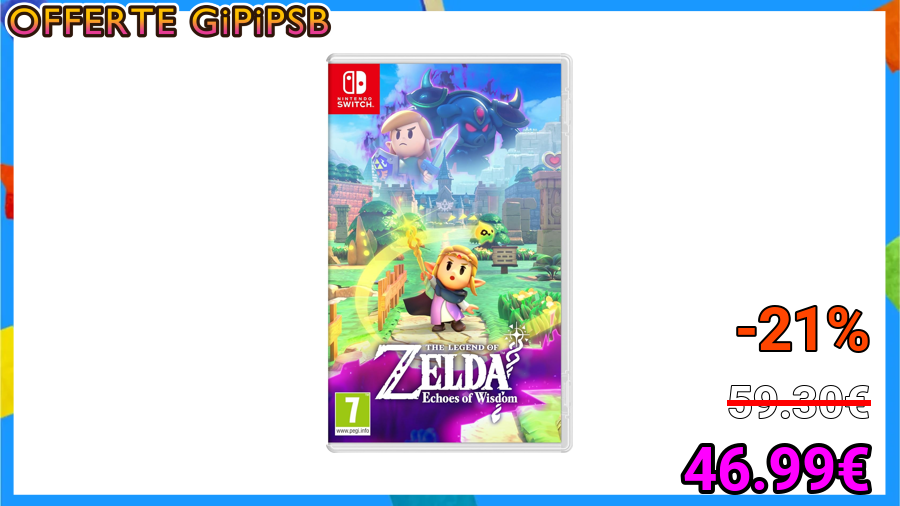 OFFERTE GiPiPSB
NINTENDO
SWITCH.
THE LEGEND OF
ZELDA
Echoes of Wisdom
7
www.pegi.info
-21%
59.30€
46.99€